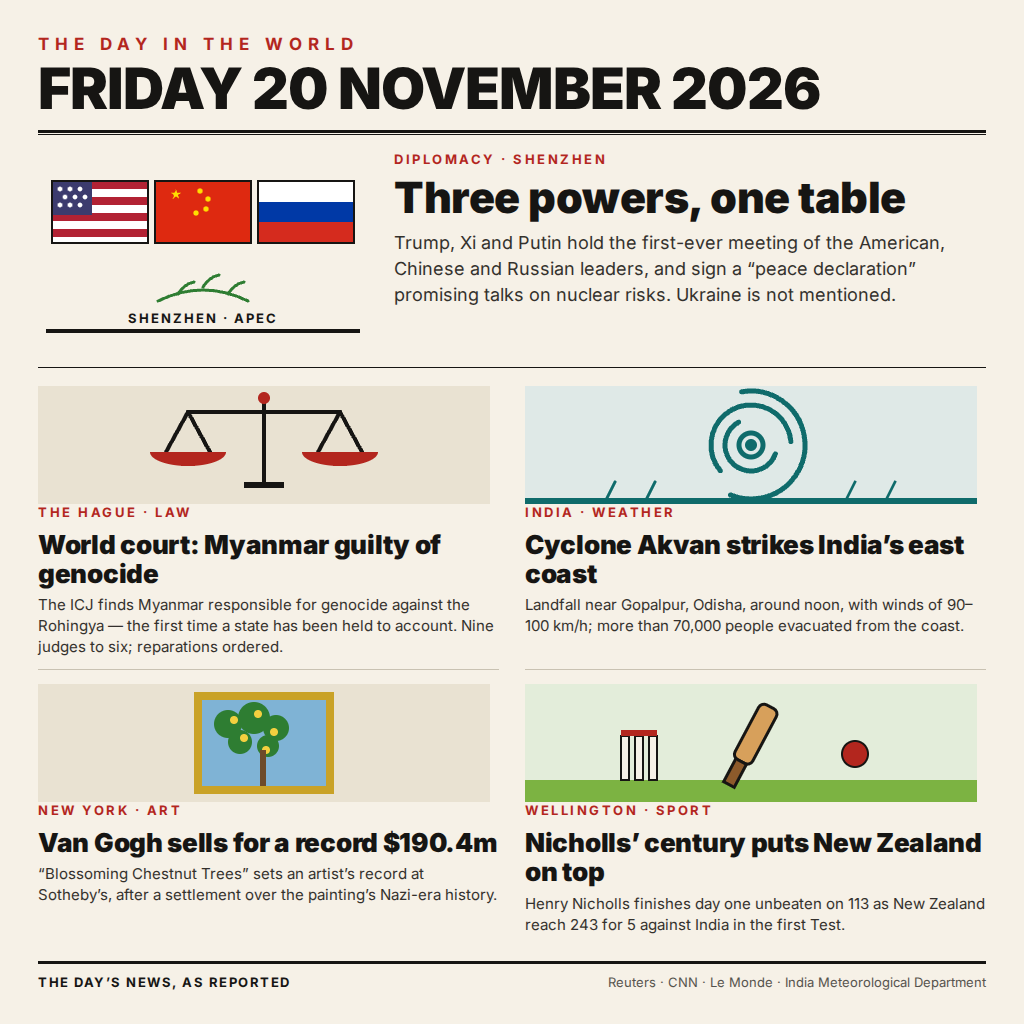 THE DAY IN THE WORLD
FRIDAY 20 NOVEMBER 2026
DIPLOMACY · SHENZHEN
Three powers, one table
Trump, Xi and Putin hold the first-ever meeting of the American,
Chinese and Russian leaders, and sign a “peace declaration”
promising talks on nuclear risks. Ukraine is not mentioned.
SHENZHEN · APEC
THE HAGUE · LAW
World court: Myanmar guilty of
genocide
The ICJ finds Myanmar responsible for genocide against the
Rohingya — the first time a state has been held to account. Nine
judges to six; reparations ordered.
INDIA · WEATHER
Cyclone Akvan strikes India’s east
coast
Landfall near Gopalpur, Odisha, around noon, with winds of 90–
100 km/h; more than 70,000 people evacuated from the coast.
NEW YORK · ART
Van Gogh sells for a record $190.4m
“Blossoming Chestnut Trees” sets an artist’s record at
Sotheby’s, after a settlement over the painting’s Nazi-era history.
WELLINGTON · SPORT
Nicholls’ century puts New Zealand
on top
Henry Nicholls finishes day one unbeaten on 113 as New Zealand
reach 243 for 5 against India in the first Test.
THE DAY’S NEWS, AS REPORTED
Reuters · CNN · Le Monde · India Meteorological Department